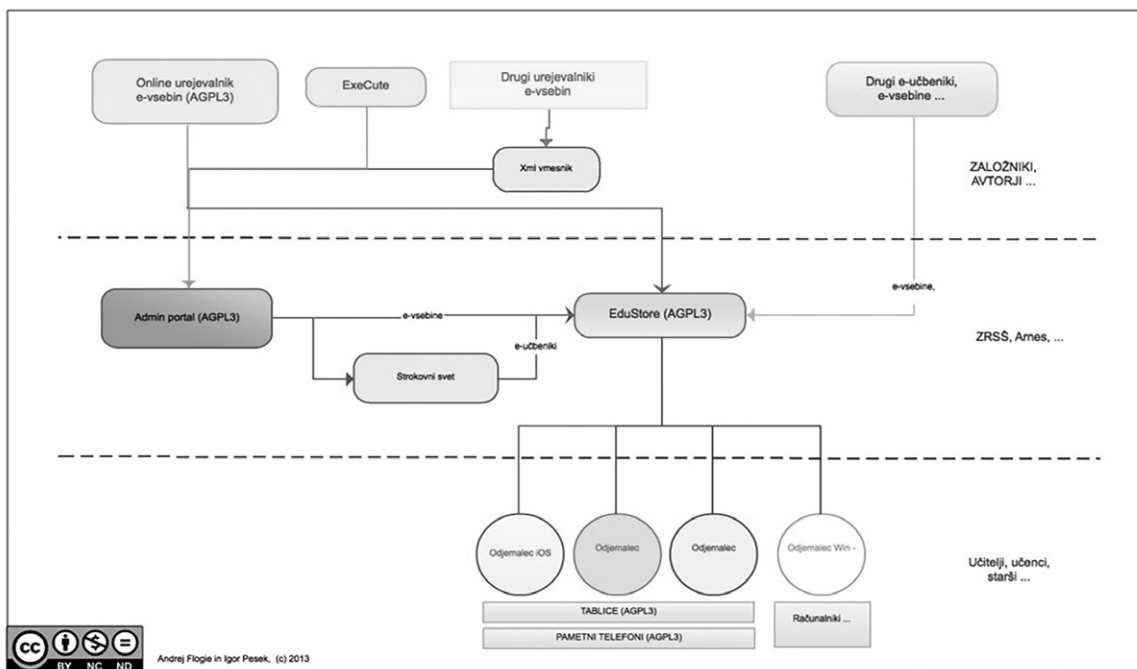 Online urejevalnik
e-vsebin (AGPL3)
ExeCute
Drugi urejevalniki
e-vsebin
Drugi e-učbeniki,
e-vsebine ...
Xml vmesnik
ZALOŽNIKI,
AVTORJI ...
Admin portal (AGPL3)
e-vsebine
EduStore (AGPL3)
e-vsebine,
e-učbeniki
Strokovni svet
ZRSŠ, Arnes, ...
Odjemalec iOS
Odjemalec
Odjemalec
Odjemalec Win -
Učitelji, učenci,
starši ...
TABLICE (AGPL3)
PAMETNI TELEFONI (AGPL3)
Računalniki ...
cc
BY NC ND
Andrej Flogie in Igor Pesek, (c) 2013